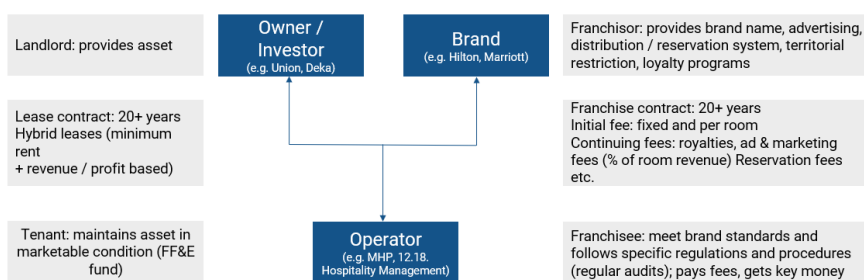 Landlord: provides asset
Owner /
Investor
(e.g. Union, Deka)
Brand
(e.g. Hilton, Marriott)
Franchisor: provides brand name, advertising,
distribution / reservation system, territorial
restriction, loyalty programs
Lease contract: 20+ years
Hybrid leases (minimum
rent
+ revenue / profit based)
Franchise contract: 20+ years
Initial fee: fixed and per room
Continuing fees: royalties, ad & marketing
fees (% of room revenue) Reservation fees
etc.
Tenant: maintains asset in
marketable condition (FF&E
fund)
Operator
(e.g. MHP, 12.18.
Hospitality Management)
Franchisee: meet brand standards and
follows specific regulations and procedures
(regular audits); pays fees, gets key money